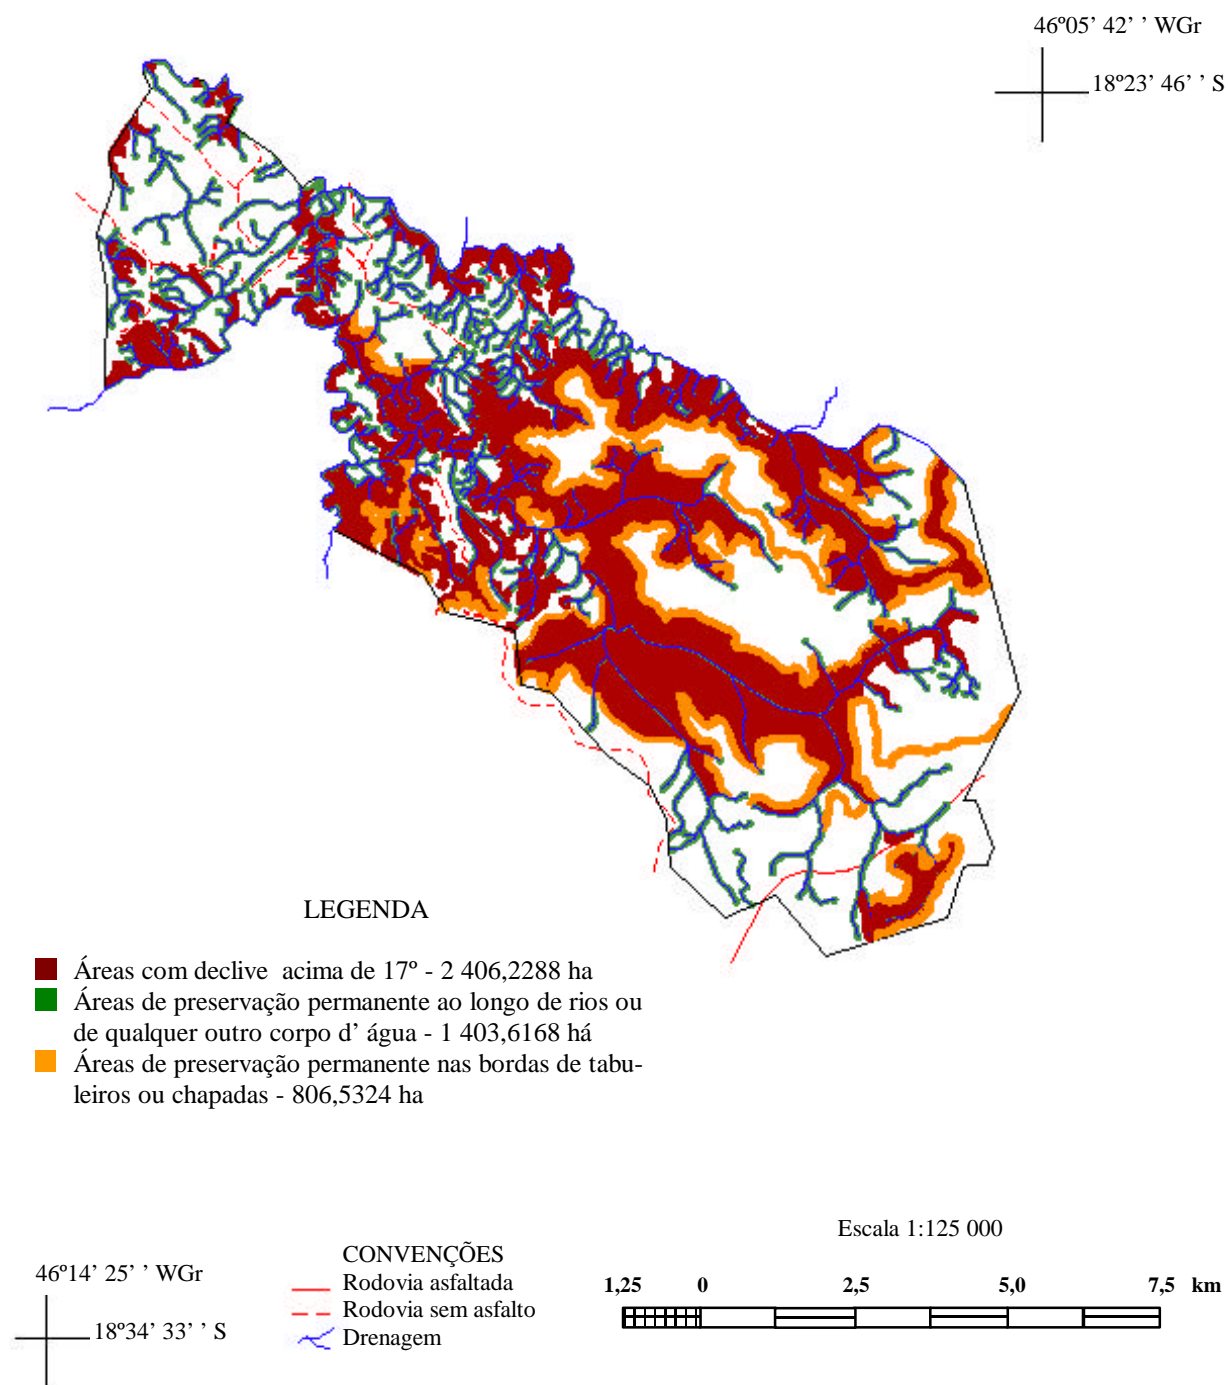 46º05’ 42’ ’ WGr
18º23’ 46’ ’ S
LEGENDA
Áreas com declive acima de 17º - 2 406,2288 ha
Áreas de preservação permanente ao longo de rios ou
de qualquer outro corpo d’ água - 1 403,6168 há
Áreas de preservação permanente nas bordas de tabu-
leiros ou chapadas - 806,5324 ha
46º14’ 25’ ’ WGr
18º34’ 33’ ’ S
CONVENÇÕES
Rodovia asfaltada
Rodovia sem asfalto
Drenagem
Escala 1:125 000
1,25 0 2,5 5,0 7,5 km